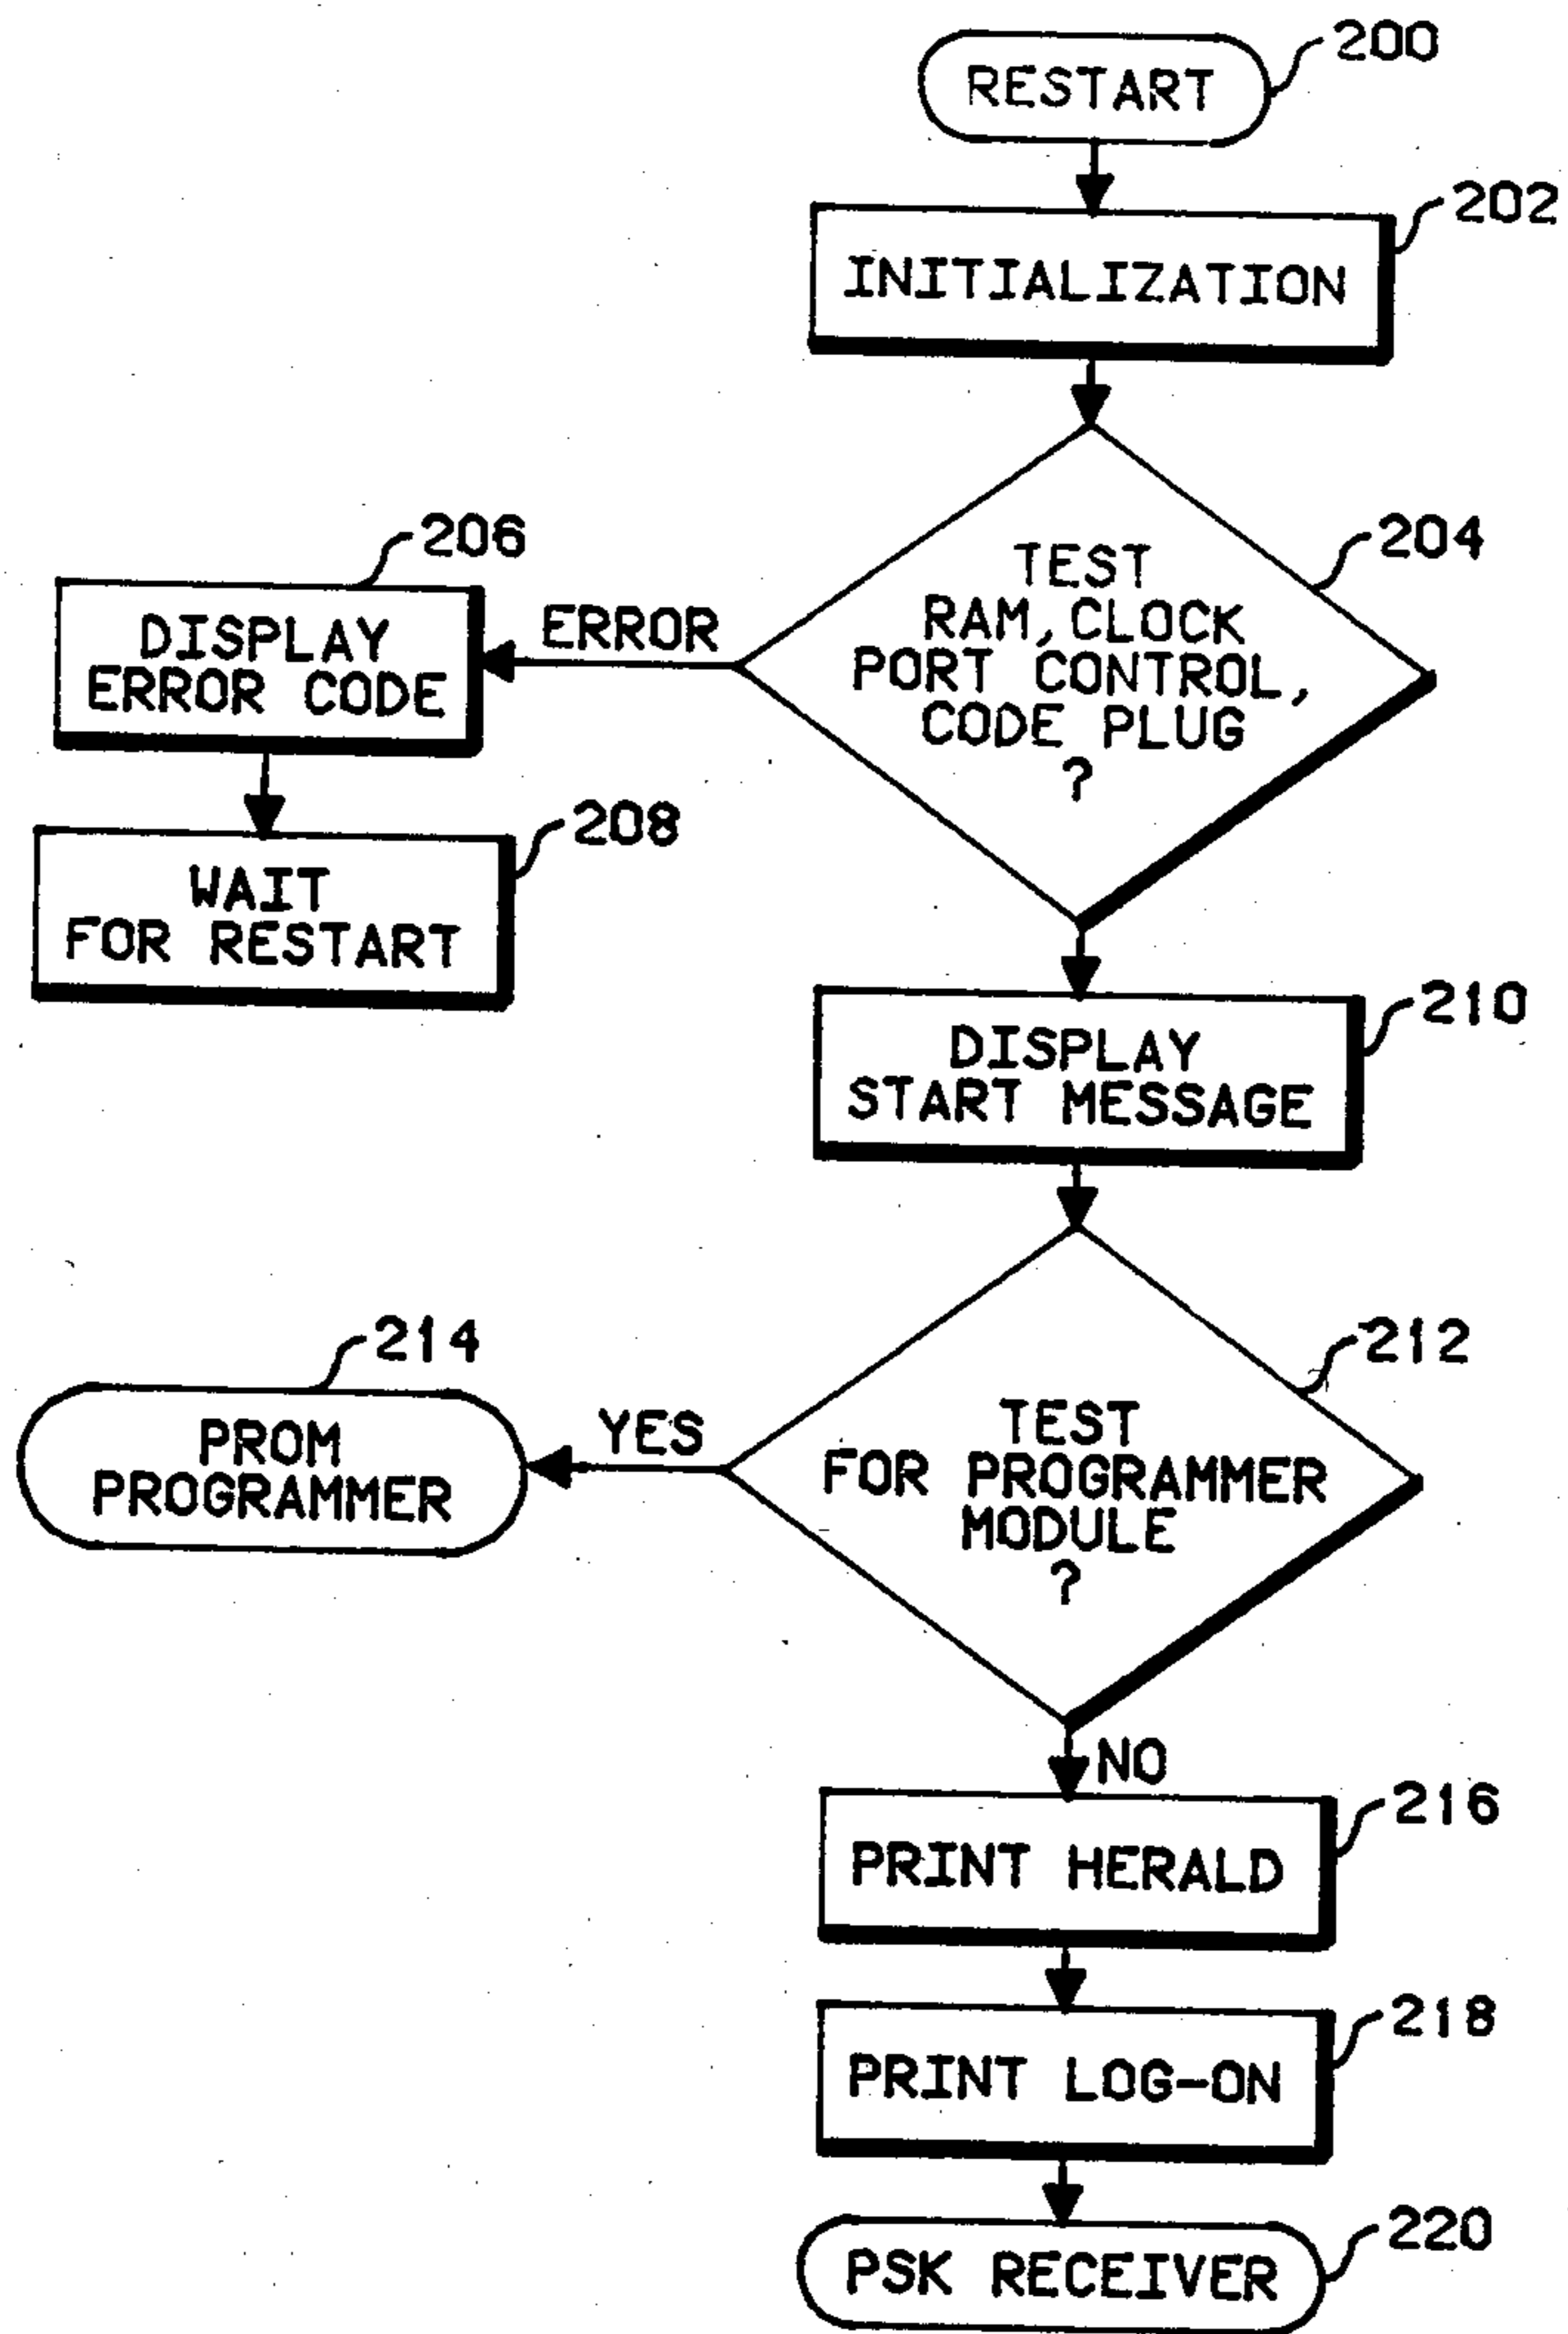 200
RESTART
202
INITIALIZATION
204
TEST
RAM, CLOCK
PORT CONTROL,
CODE PLUG
?
ERROR
206
DISPLAY
ERROR CODE
208
WAIT
FOR RESTART
210
DISPLAY
START MESSAGE
212
TEST
FOR PROGRAMMER
MODULE
?
YES
214
PROM
PROGRAMMER
NO
216
PRINT HERALD
218
PRINT LOG-ON
220
PSK RECEIVER